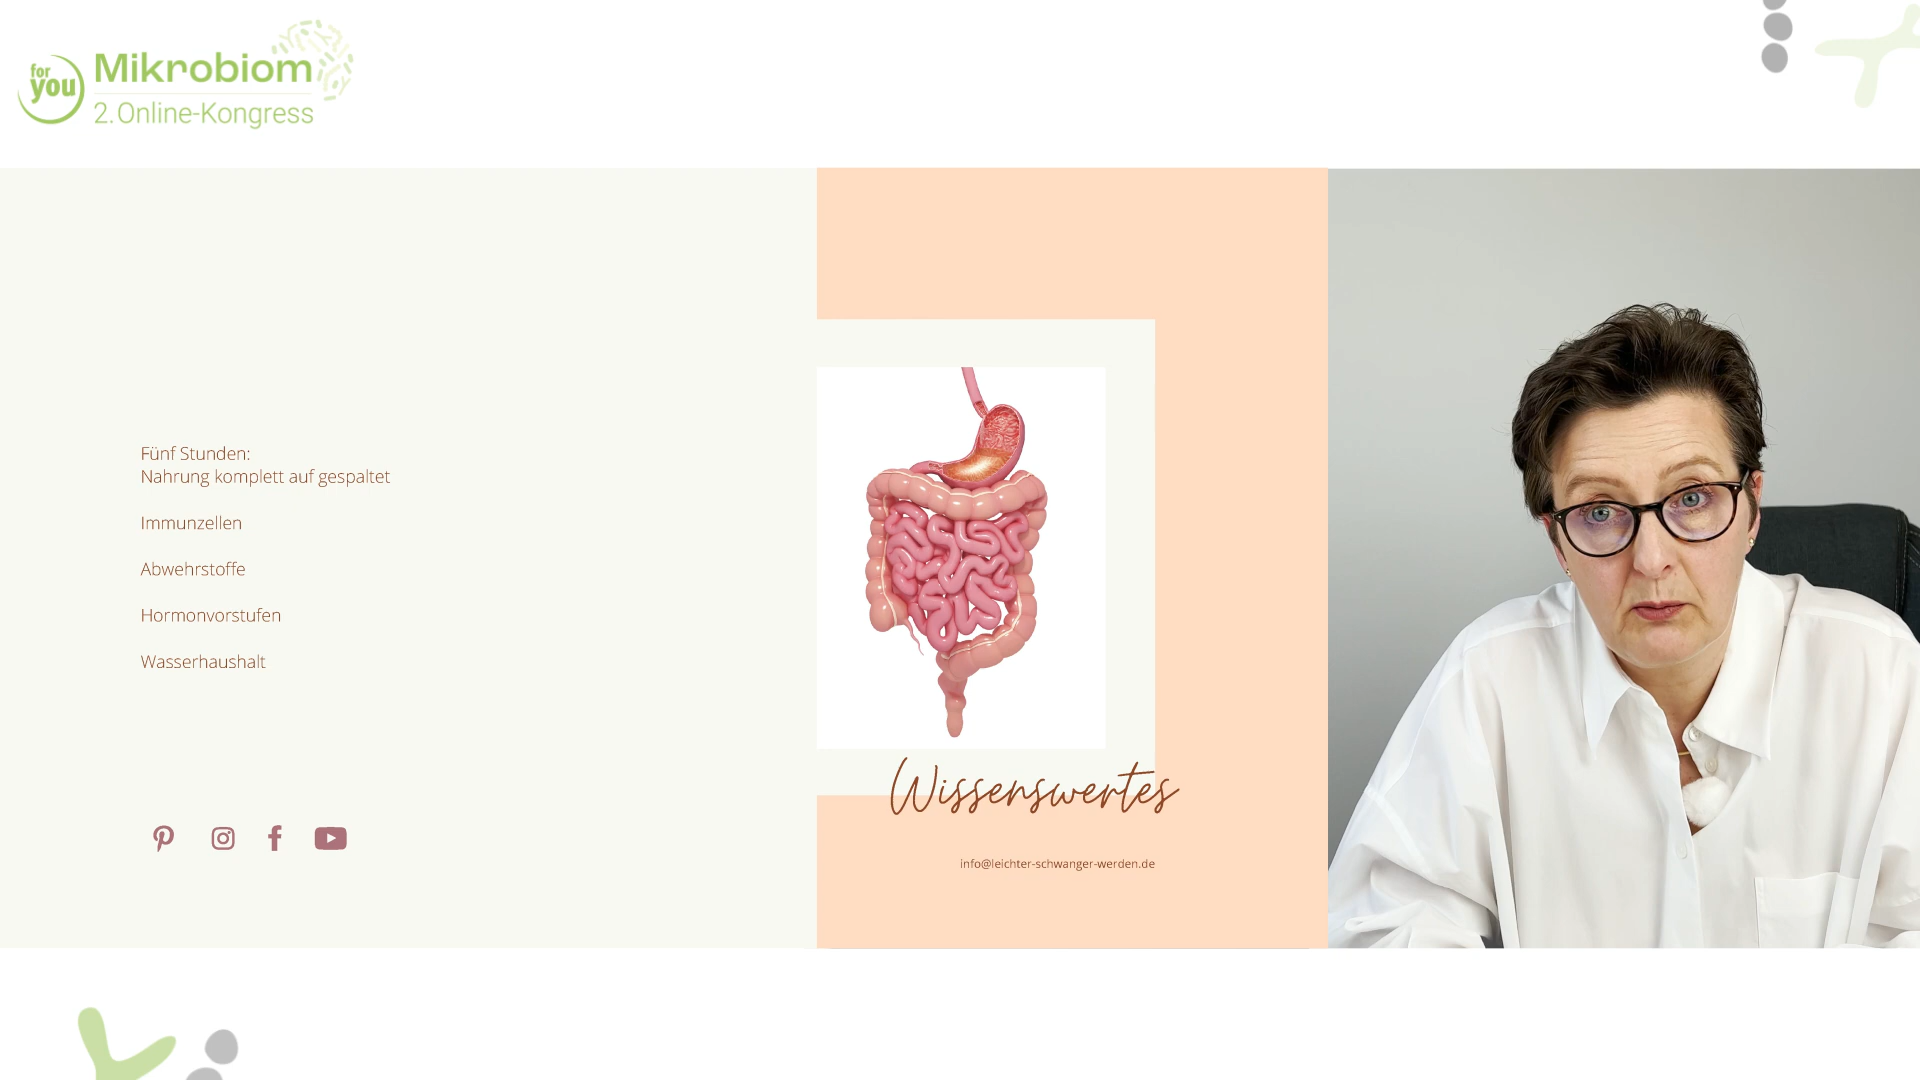 for
you
Mikrobiom
2. Online-Kongress
Fünf Stunden:
Nahrung komplett auf gespaltet
Immunzellen
Abwehrstoffe
Hormonvorstufen
Wasserhaushalt
Wissenswertes
info@leichter-schwanger-werden.de